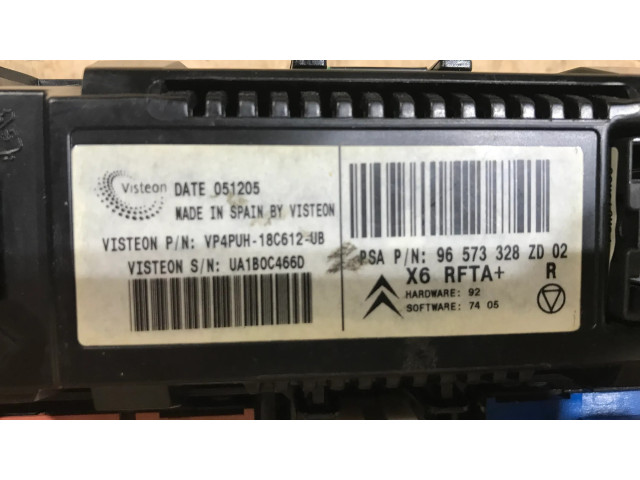 Visteon
DATE 051205
MADE IN SPAIN BY VISTEON
VISTEON P/N: VP4PUH-18C612-UB
VISTEON S/N: UA1B0C466D
PSA P/N: 96 573 328 ZD 02
X6 RFTA+ R
HARDWARE: 92
SOFTWARE: 74 05